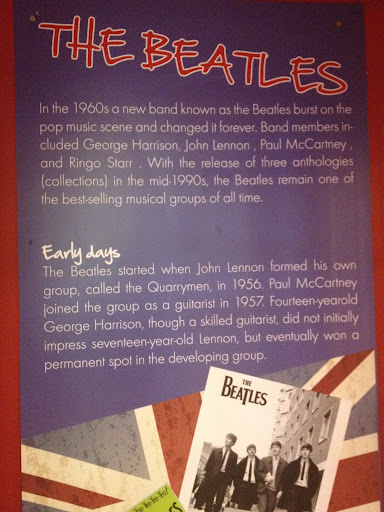 THE BEATLES
In the 1960s a new band known as the Beatles burst on the
pop music scene and changed it forever. Band members in-
cluded George Harrison, John Lennon , Paul McCartney ,
and Ringo Starr . With the release of three anthologies
(collections) in the mid-1990s, the Beatles remain one of
the best-selling musical groups of all time.
Early days
The Beatles started when John Lennon formed his own
group, called the Quarrymen, in 1956. Paul McCartney
joined the group as a guitarist in 1957. Fourteen-yearold
George Harrison, though a skilled guitarist, did not initially
impress seventeen-year-old Lennon, but eventually won a
permanent spot in the developing group.
THE
BEATLES